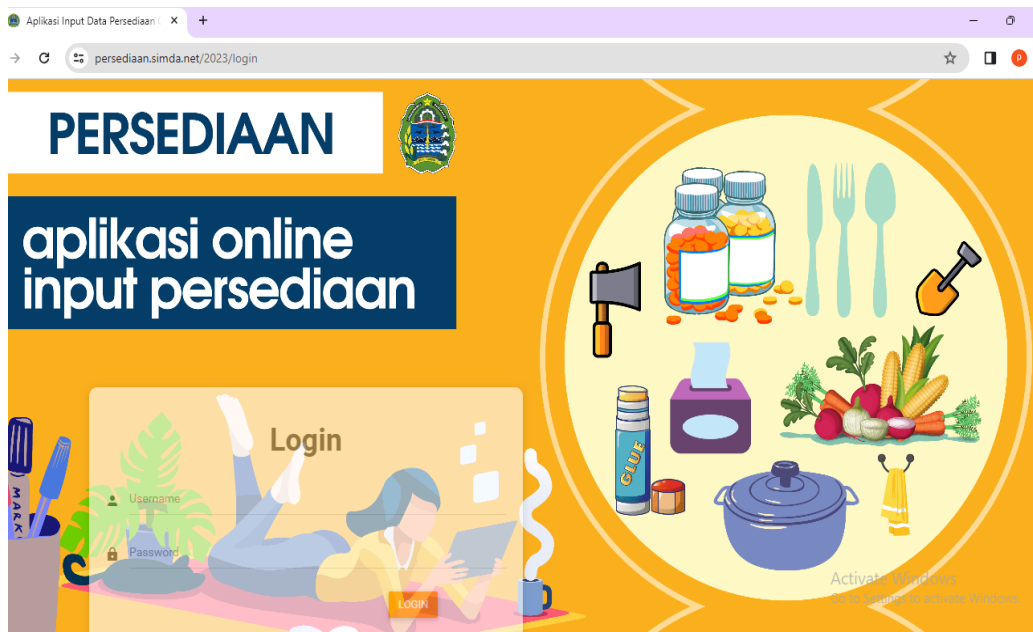 Aplikasi Input Data Persediaan
persediaan.simda.net/2023/login
P
PERSEDIAAN
aplikasi online
input persediaan
Login
Username
Password
LOGIN
MARK
GLUE
Activate Windows
Go to Settings to activate Windows.